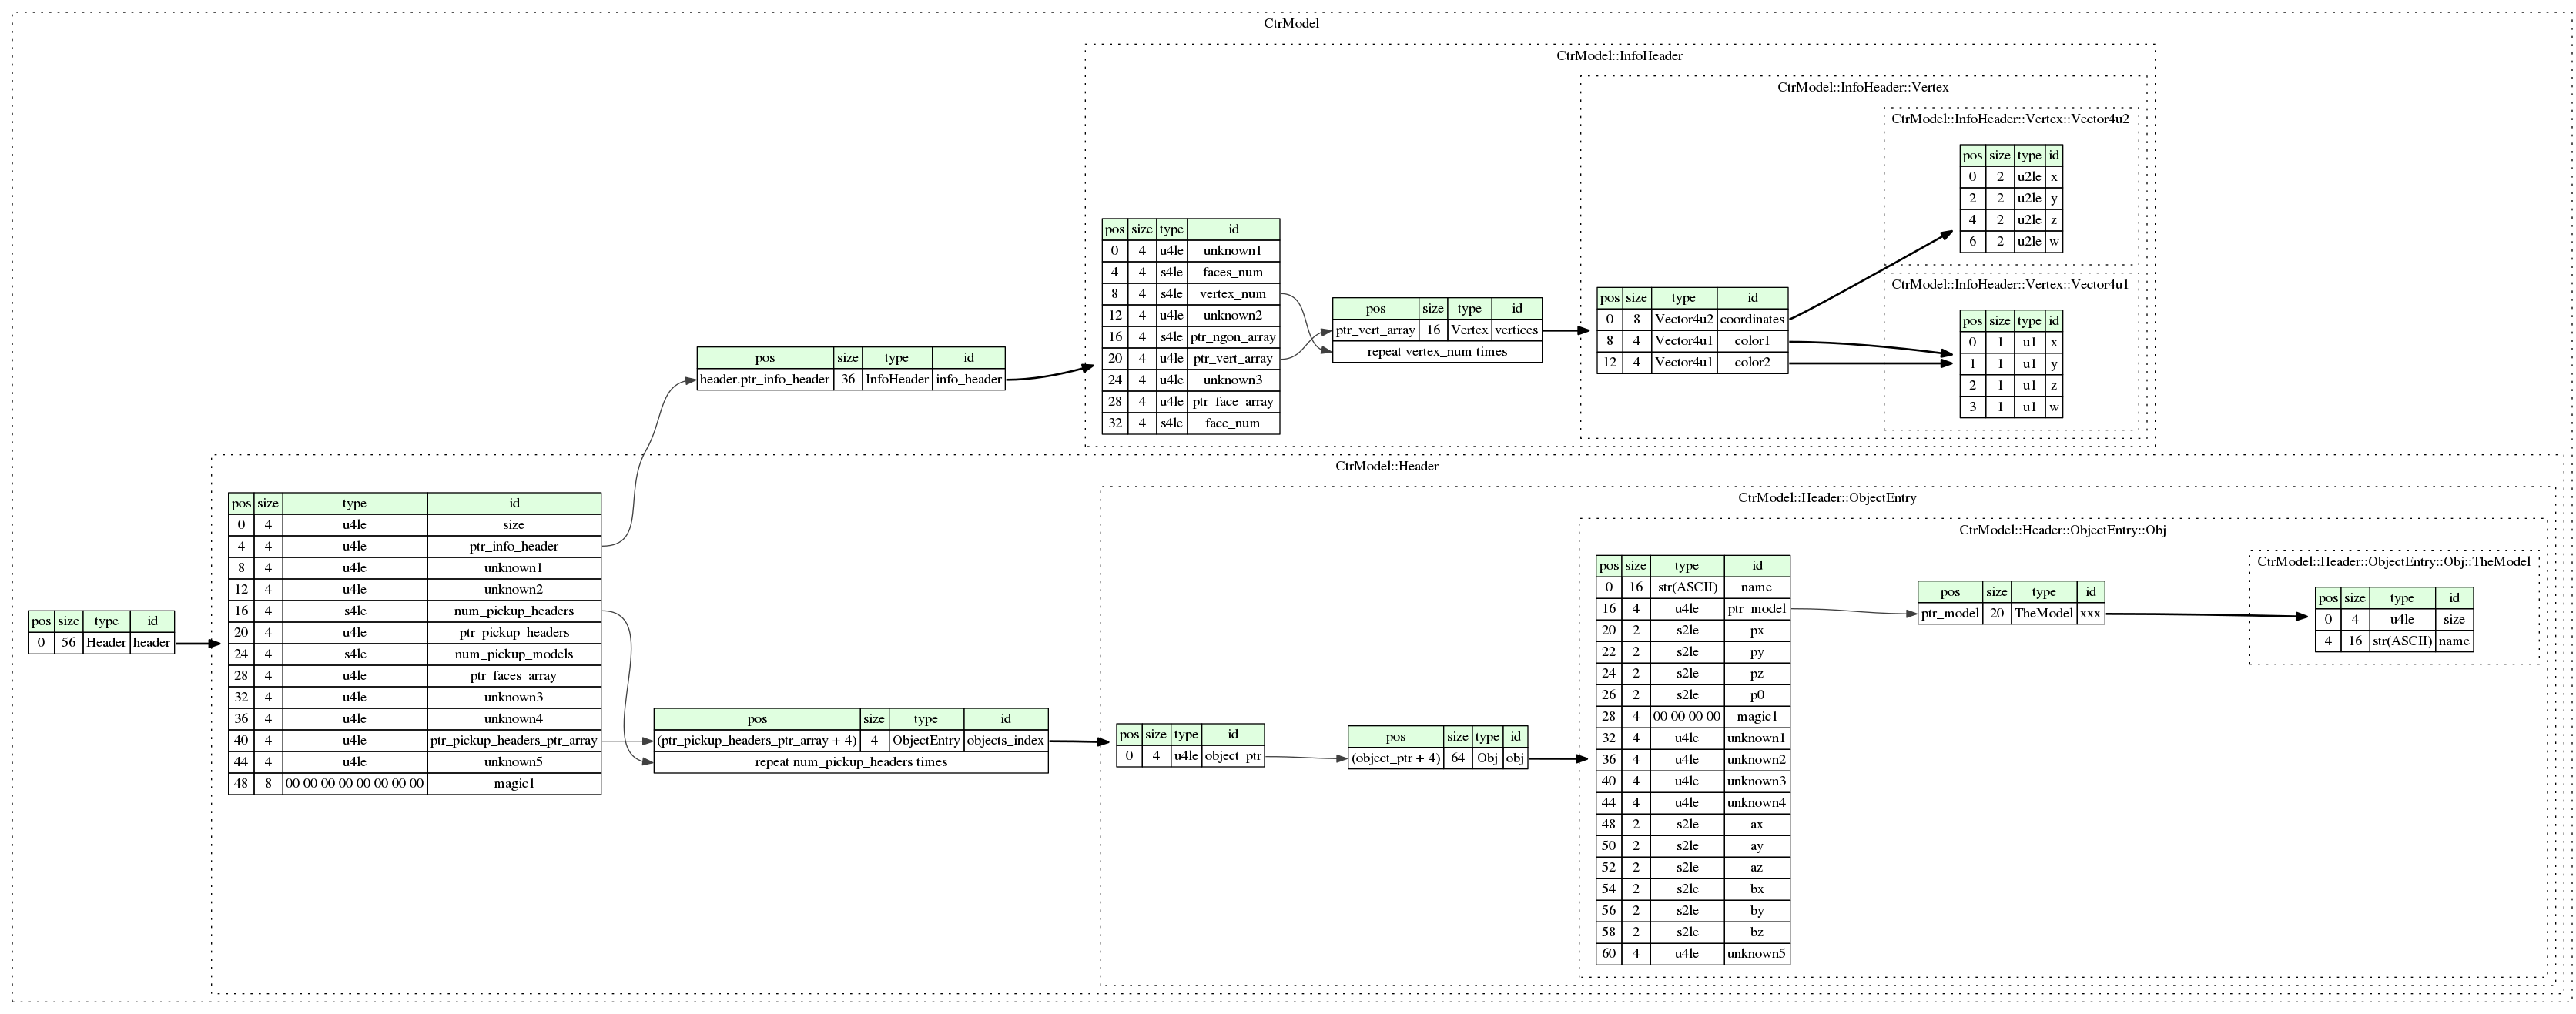 CtrModel
CtrModel::InfoHeader
CtrModel::InfoHeader::Vertex
CtrModel::InfoHeader::Vertex::Vector4u2
pos size type id
0 2 u2le x
2 2 u2le y
4 2 u2le z
6 2 u2le w
CtrModel::InfoHeader::Vertex::Vector4u1
pos size type id
0 1 u1 x
1 1 u1 y
2 1 u1 z
3 1 u1 w
pos size type id
0 8 Vector4u2 coordinates
8 4 Vector4u1 color1
12 4 Vector4u1 color2
pos size type id
ptr_vert_array 16 Vertex vertices
repeat vertex_num times
pos size type id
0 4 u4le unknown1
4 4 s4le faces_num
8 4 s4le vertex_num
12 4 u4le unknown2
16 4 s4le ptr_ngon_array
20 4 u4le ptr_vert_array
24 4 u4le unknown3
28 4 u4le ptr_face_array
32 4 s4le face_num
pos size type id
header.ptr_info_header 36 InfoHeader info_header
CtrModel::Header
pos size type id
0 56 Header header
pos size type id
0 4 u4le size
4 4 u4le ptr_info_header
8 4 u4le unknown1
12 4 u4le unknown2
16 4 s4le num_pickup_headers
20 4 u4le ptr_pickup_headers
24 4 s4le num_pickup_models
28 4 u4le ptr_faces_array
32 4 u4le unknown3
36 4 u4le unknown4
40 4 u4le ptr_pickup_headers_ptr_array
44 4 u4le unknown5
48 8 00 00 00 00 00 00 00 00 magic1
pos size type id
(ptr_pickup_headers_ptr_array + 4) 4 ObjectEntry objects_index
repeat num_pickup_headers times
CtrModel::Header::ObjectEntry
pos size type id
0 4 u4le object_ptr
pos size type id
(object_ptr + 4) 64 Obj obj
CtrModel::Header::ObjectEntry::Obj
pos size type id
0 16 str(ASCII) name
16 4 u4le ptr_model
20 2 s2le px
22 2 s2le py
24 2 s2le pz
26 2 s2le p0
28 4 00 00 00 00 magic1
32 4 u4le unknown1
36 4 u4le unknown2
40 4 u4le unknown3
44 4 u4le unknown4
48 2 s2le ax
50 2 s2le ay
52 2 s2le az
54 2 s2le bx
56 2 s2le by
58 2 s2le bz
60 4 u4le unknown5
pos size type id
ptr_model 20 TheModel xxx
CtrModel::Header::ObjectEntry::Obj::TheModel
pos size type id
0 4 u4le size
4 16 str(ASCII) name